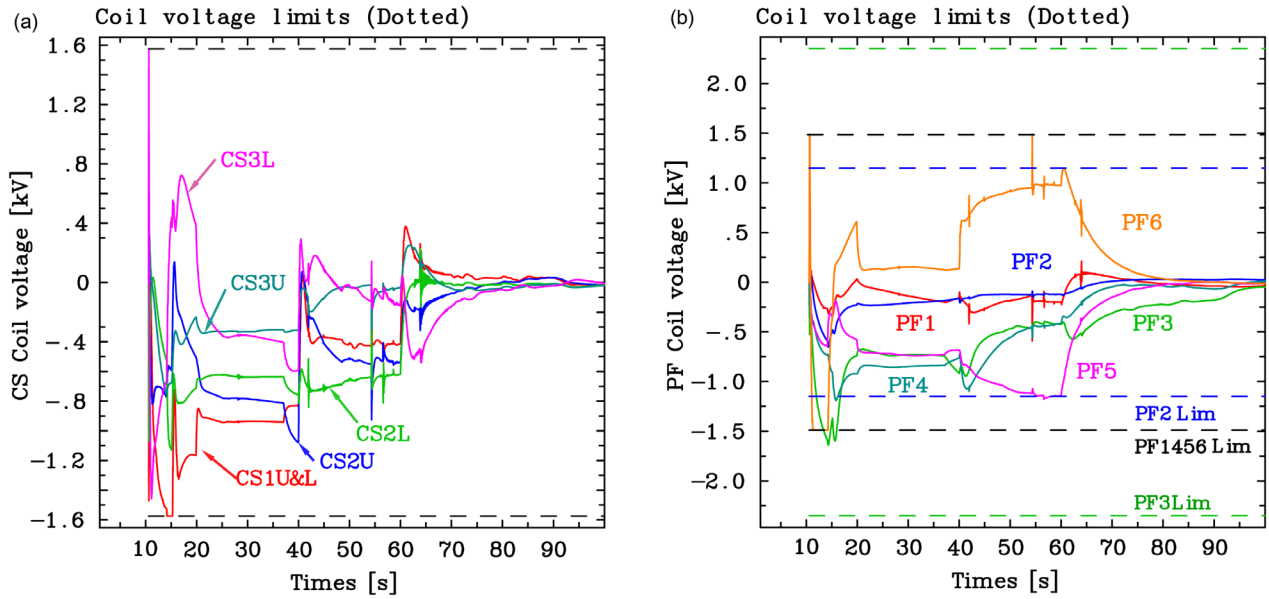 (a) Coil voltage limits (Dotted)
CS Coil voltage [kV]
1.6
1.2
.8
.4
0
−.4
−.8
−1.2
−1.6
CS3L
CS3U
CS2L
CS2U
CS1U&L
10 20 30 40 50 60 70 80 90
Times [s]
(b) Coil voltage limits (Dotted)
PF Coil voltage [kV]
2.0
1.5
1.0
.5
0
−.5
−1.0
−1.5
−2.0
PF6
PF2
PF1
PF3
PF4
PF5
PF2 Lim
PF1456 Lim
PF3Lim
10 20 30 40 50 60 70 80 90
Times [s]